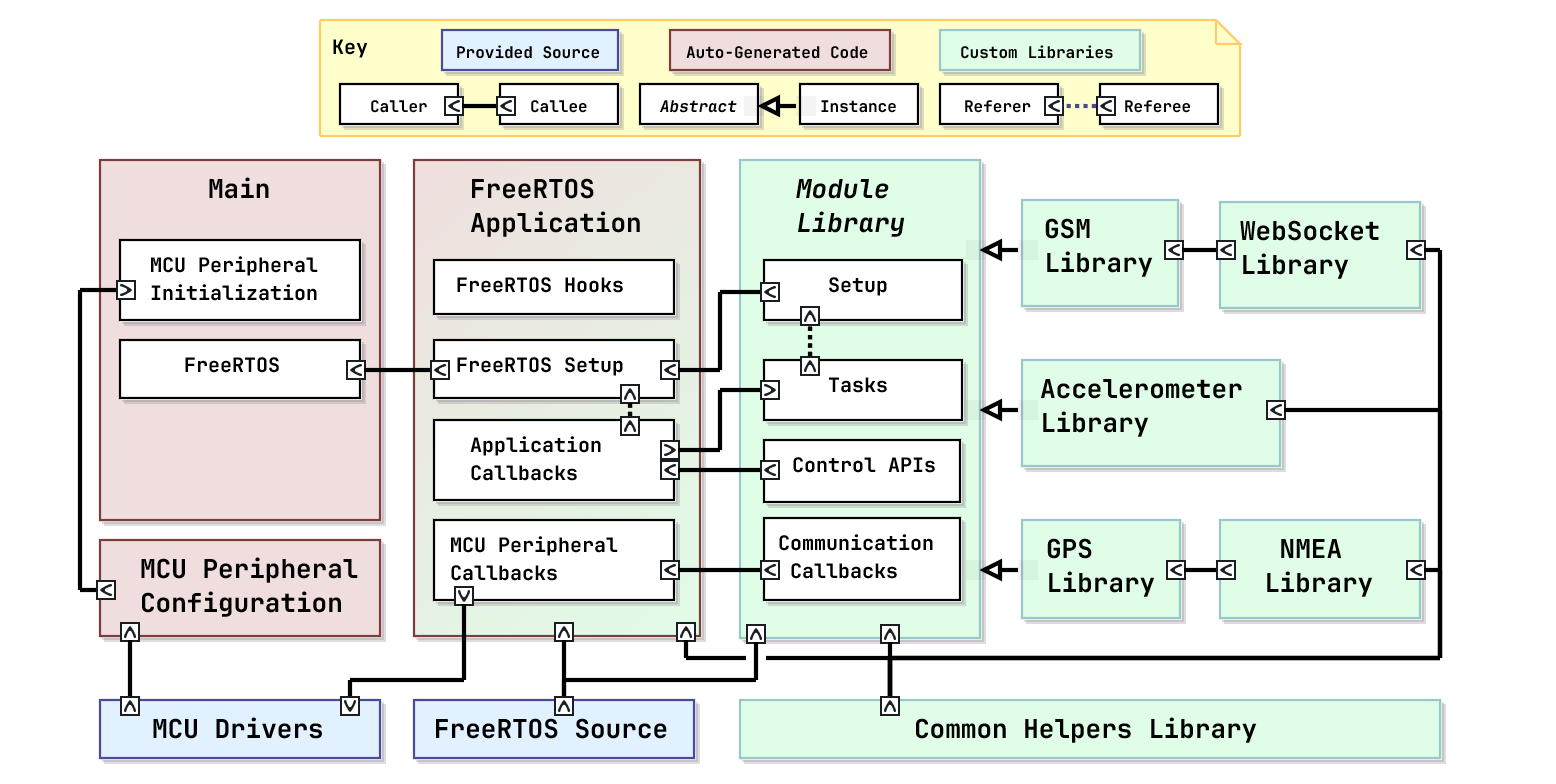 Key
Provided Source
Auto-Generated Code
Custom Libraries
Caller
Callee
Abstract
Instance
Referer
Referee
Main
MCU Peripheral
Initialization
FreeRTOS
MCU Peripheral
Configuration
FreeRTOS
Application
FreeRTOS Hooks
FreeRTOS Setup
Application
Callbacks
MCU Peripheral
Callbacks
Module
Library
Setup
Tasks
Control APIs
Communication
Callbacks
GSM
Library
WebSocket
Library
Accelerometer
Library
GPS
Library
NMEA
Library
MCU Drivers
FreeRTOS Source
Common Helpers Library